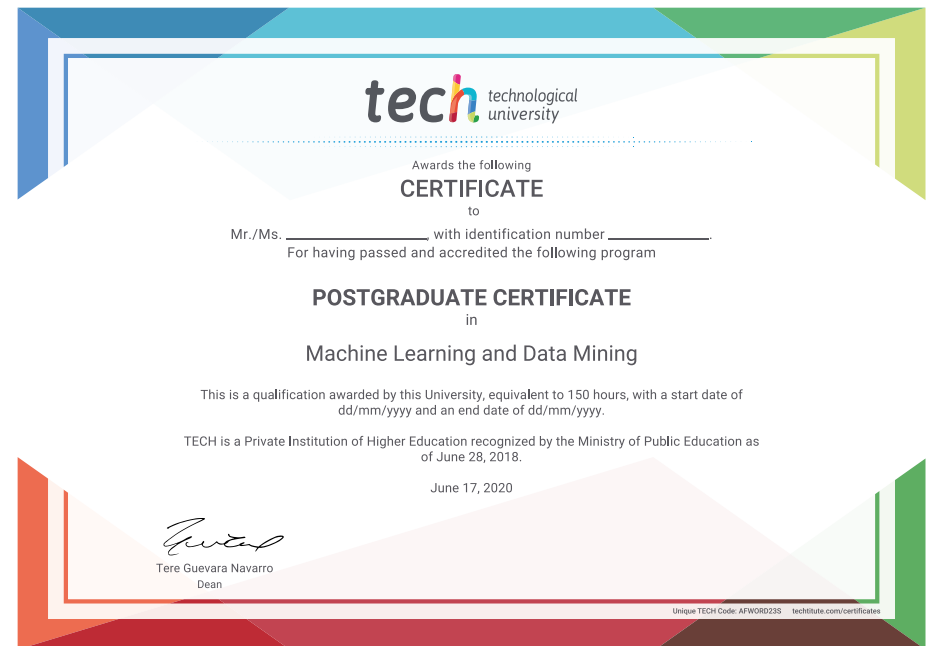 tech technological
university
Awards the following
CERTIFICATE
to
Mr./Ms. ____________________, with identification number ______________.
For having passed and accredited the following program
POSTGRADUATE CERTIFICATE
in
Machine Learning and Data Mining
This is a qualification awarded by this University, equivalent to 150 hours, with a start date of
dd/mm/yyyy and an end date of dd/mm/yyyy.
TECH is a Private Institution of Higher Education recognized by the Ministry of Public Education as
of June 28, 2018.
June 17, 2020
Tere Guevara Navarro
Dean
Unique TECH Code: AFWORD23S techtitute.com/certificates